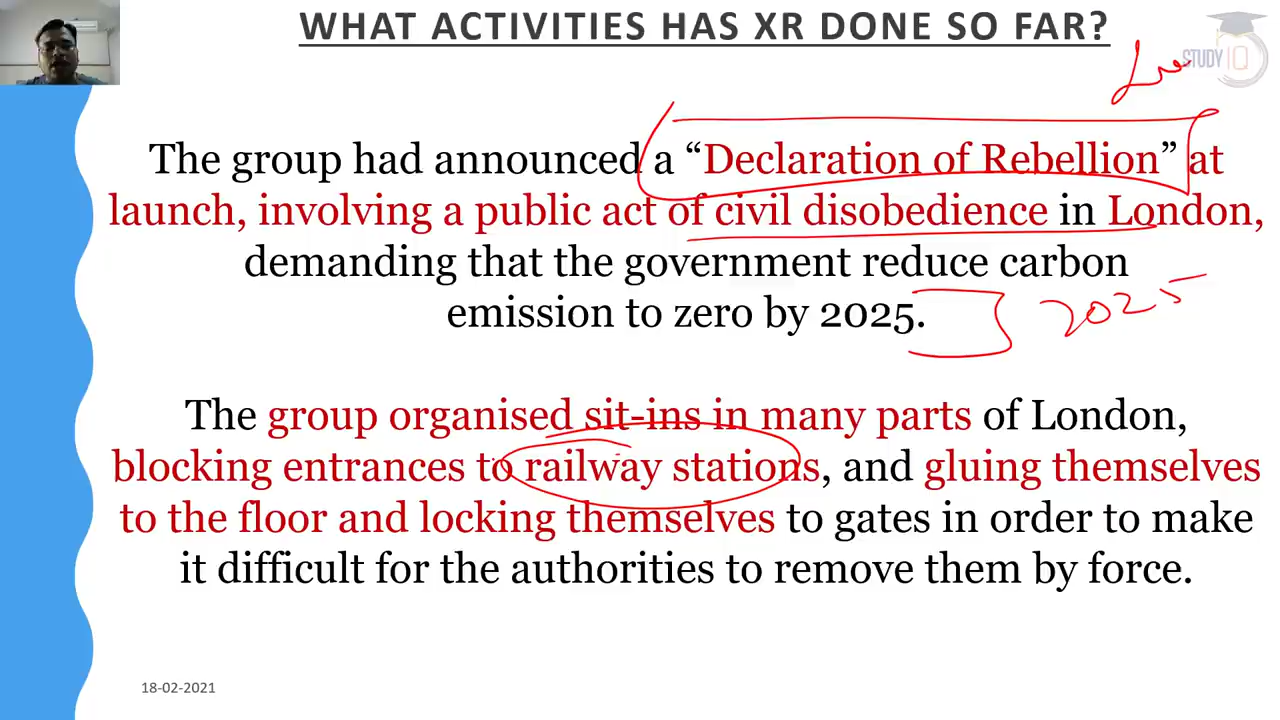 WHAT ACTIVITIES HAS XR DONE SO FAR?
STUDY IQ
The group had announced a “Declaration of Rebellion” at
launch, involving a public act of civil disobedience in London,
demanding that the government reduce carbon
emission to zero by 2025.
2025
The group organised sit-ins in many parts of London,
blocking entrances to railway stations, and gluing themselves
to the floor and locking themselves to gates in order to make
it difficult for the authorities to remove them by force.
18-02-2021